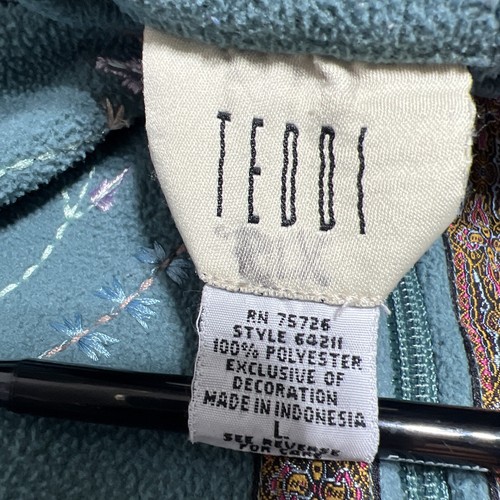 TEDDI
RN 75726
STYLE 64211
100% POLYESTER
EXCLUSIVE OF
DECORATION
MADE IN INDONESIA
L
SEE REVERSE
FOR CARE